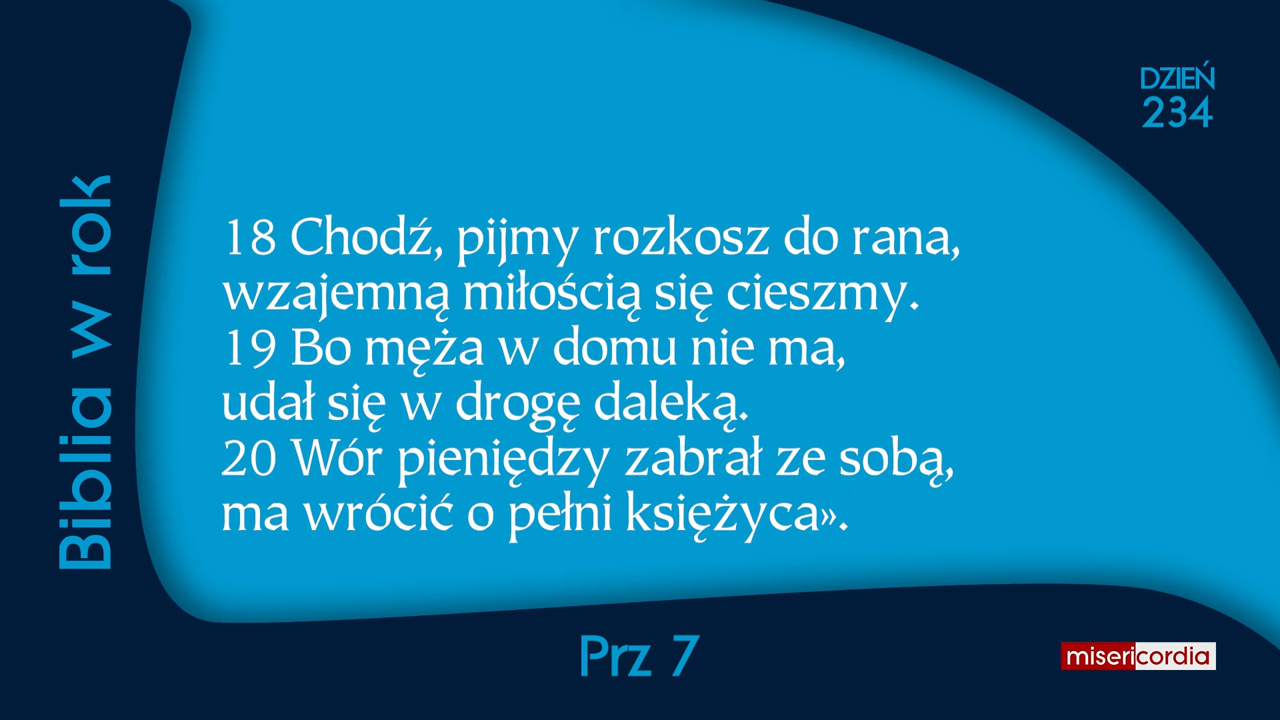 Biblia w rok
DZIEŃ
234
18 Chodź, pijmy rozkosz do rana,
wzajemną miłością się cieszmy.
19 Bo męża w domu nie ma,
udał się w drogę daleką.
20 Wór pieniędzy zabrał ze sobą,
ma wrócić o pełni księżyca».
Prz 7
misericordia